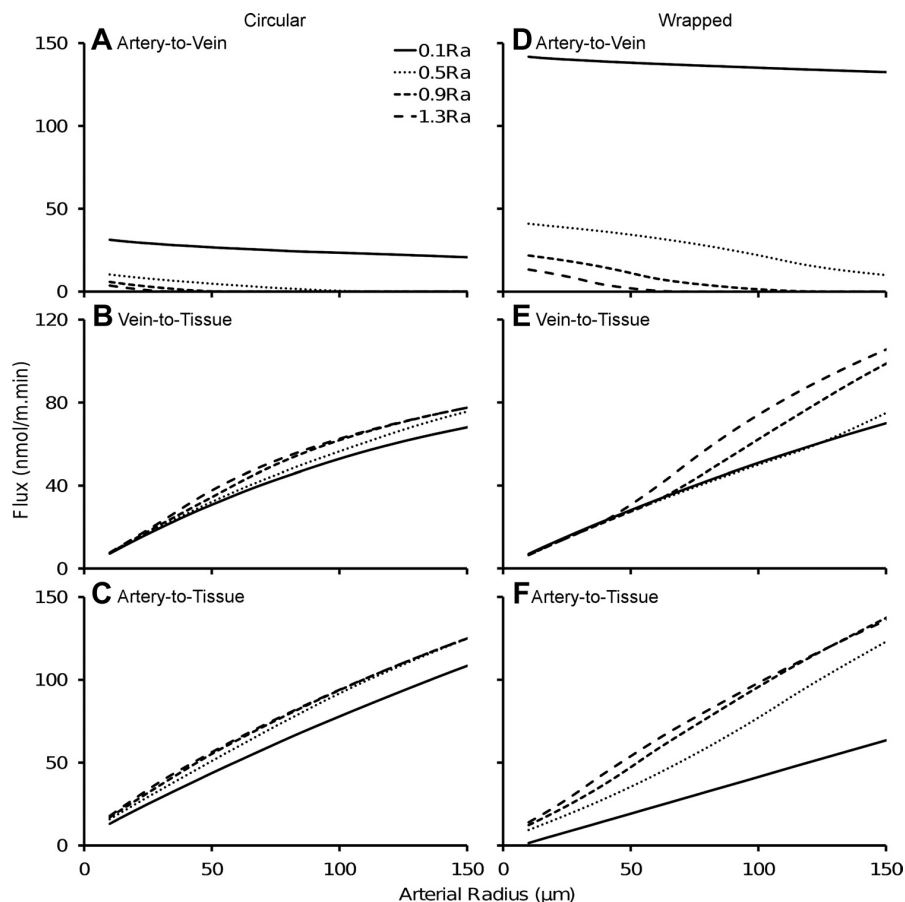 Circular Wrapped
A Artery-to-Vein
D Artery-to-Vein
0.1Ra
0.5Ra
0.9Ra
1.3Ra
150
100
50
0
B Vein-to-Tissue
E Vein-to-Tissue
120
80
40
0
Flux (nmol/m.min)
C Artery-to-Tissue
F Artery-to-Tissue
150
100
50
0
0 50 100 150 0 50 100 150
Arterial Radius (μm)